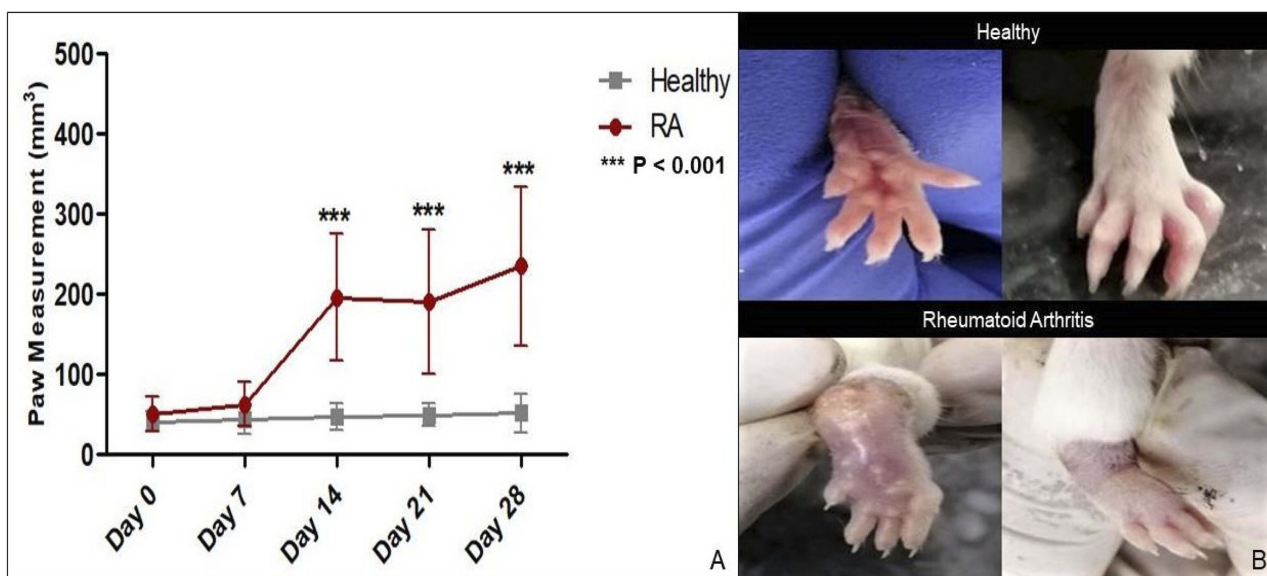 500
400
300
200
100
0
Paw Measurement (mm³)
Day 0
Day 7
Day 14
Day 21
Day 28
***
***
***
Healthy
RA
*** P < 0.001
A
Healthy
Rheumatoid Arthritis
B